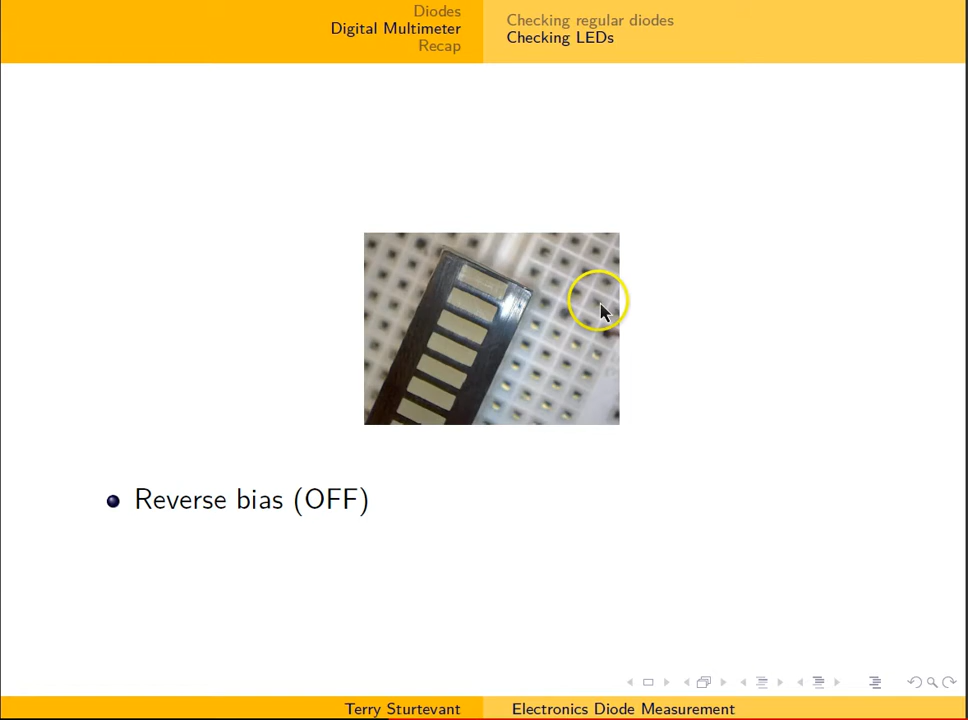 Diodes
Digital Multimeter
Recap
Checking regular diodes
Checking LEDs
Reverse bias (OFF)
Terry Sturtevant
Electronics Diode Measurement